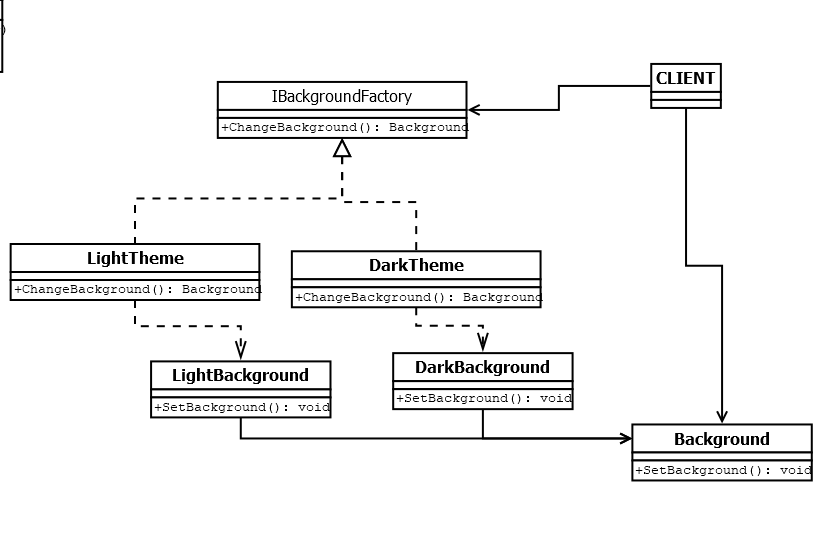 )
CLIENT
IBackgroundFactory
+ChangeBackground(): Background
LightTheme
+ChangeBackground(): Background
DarkTheme
+ChangeBackground(): Background
LightBackground
+SetBackground(): void
DarkBackground
+SetBackground(): void
Background
+SetBackground(): void